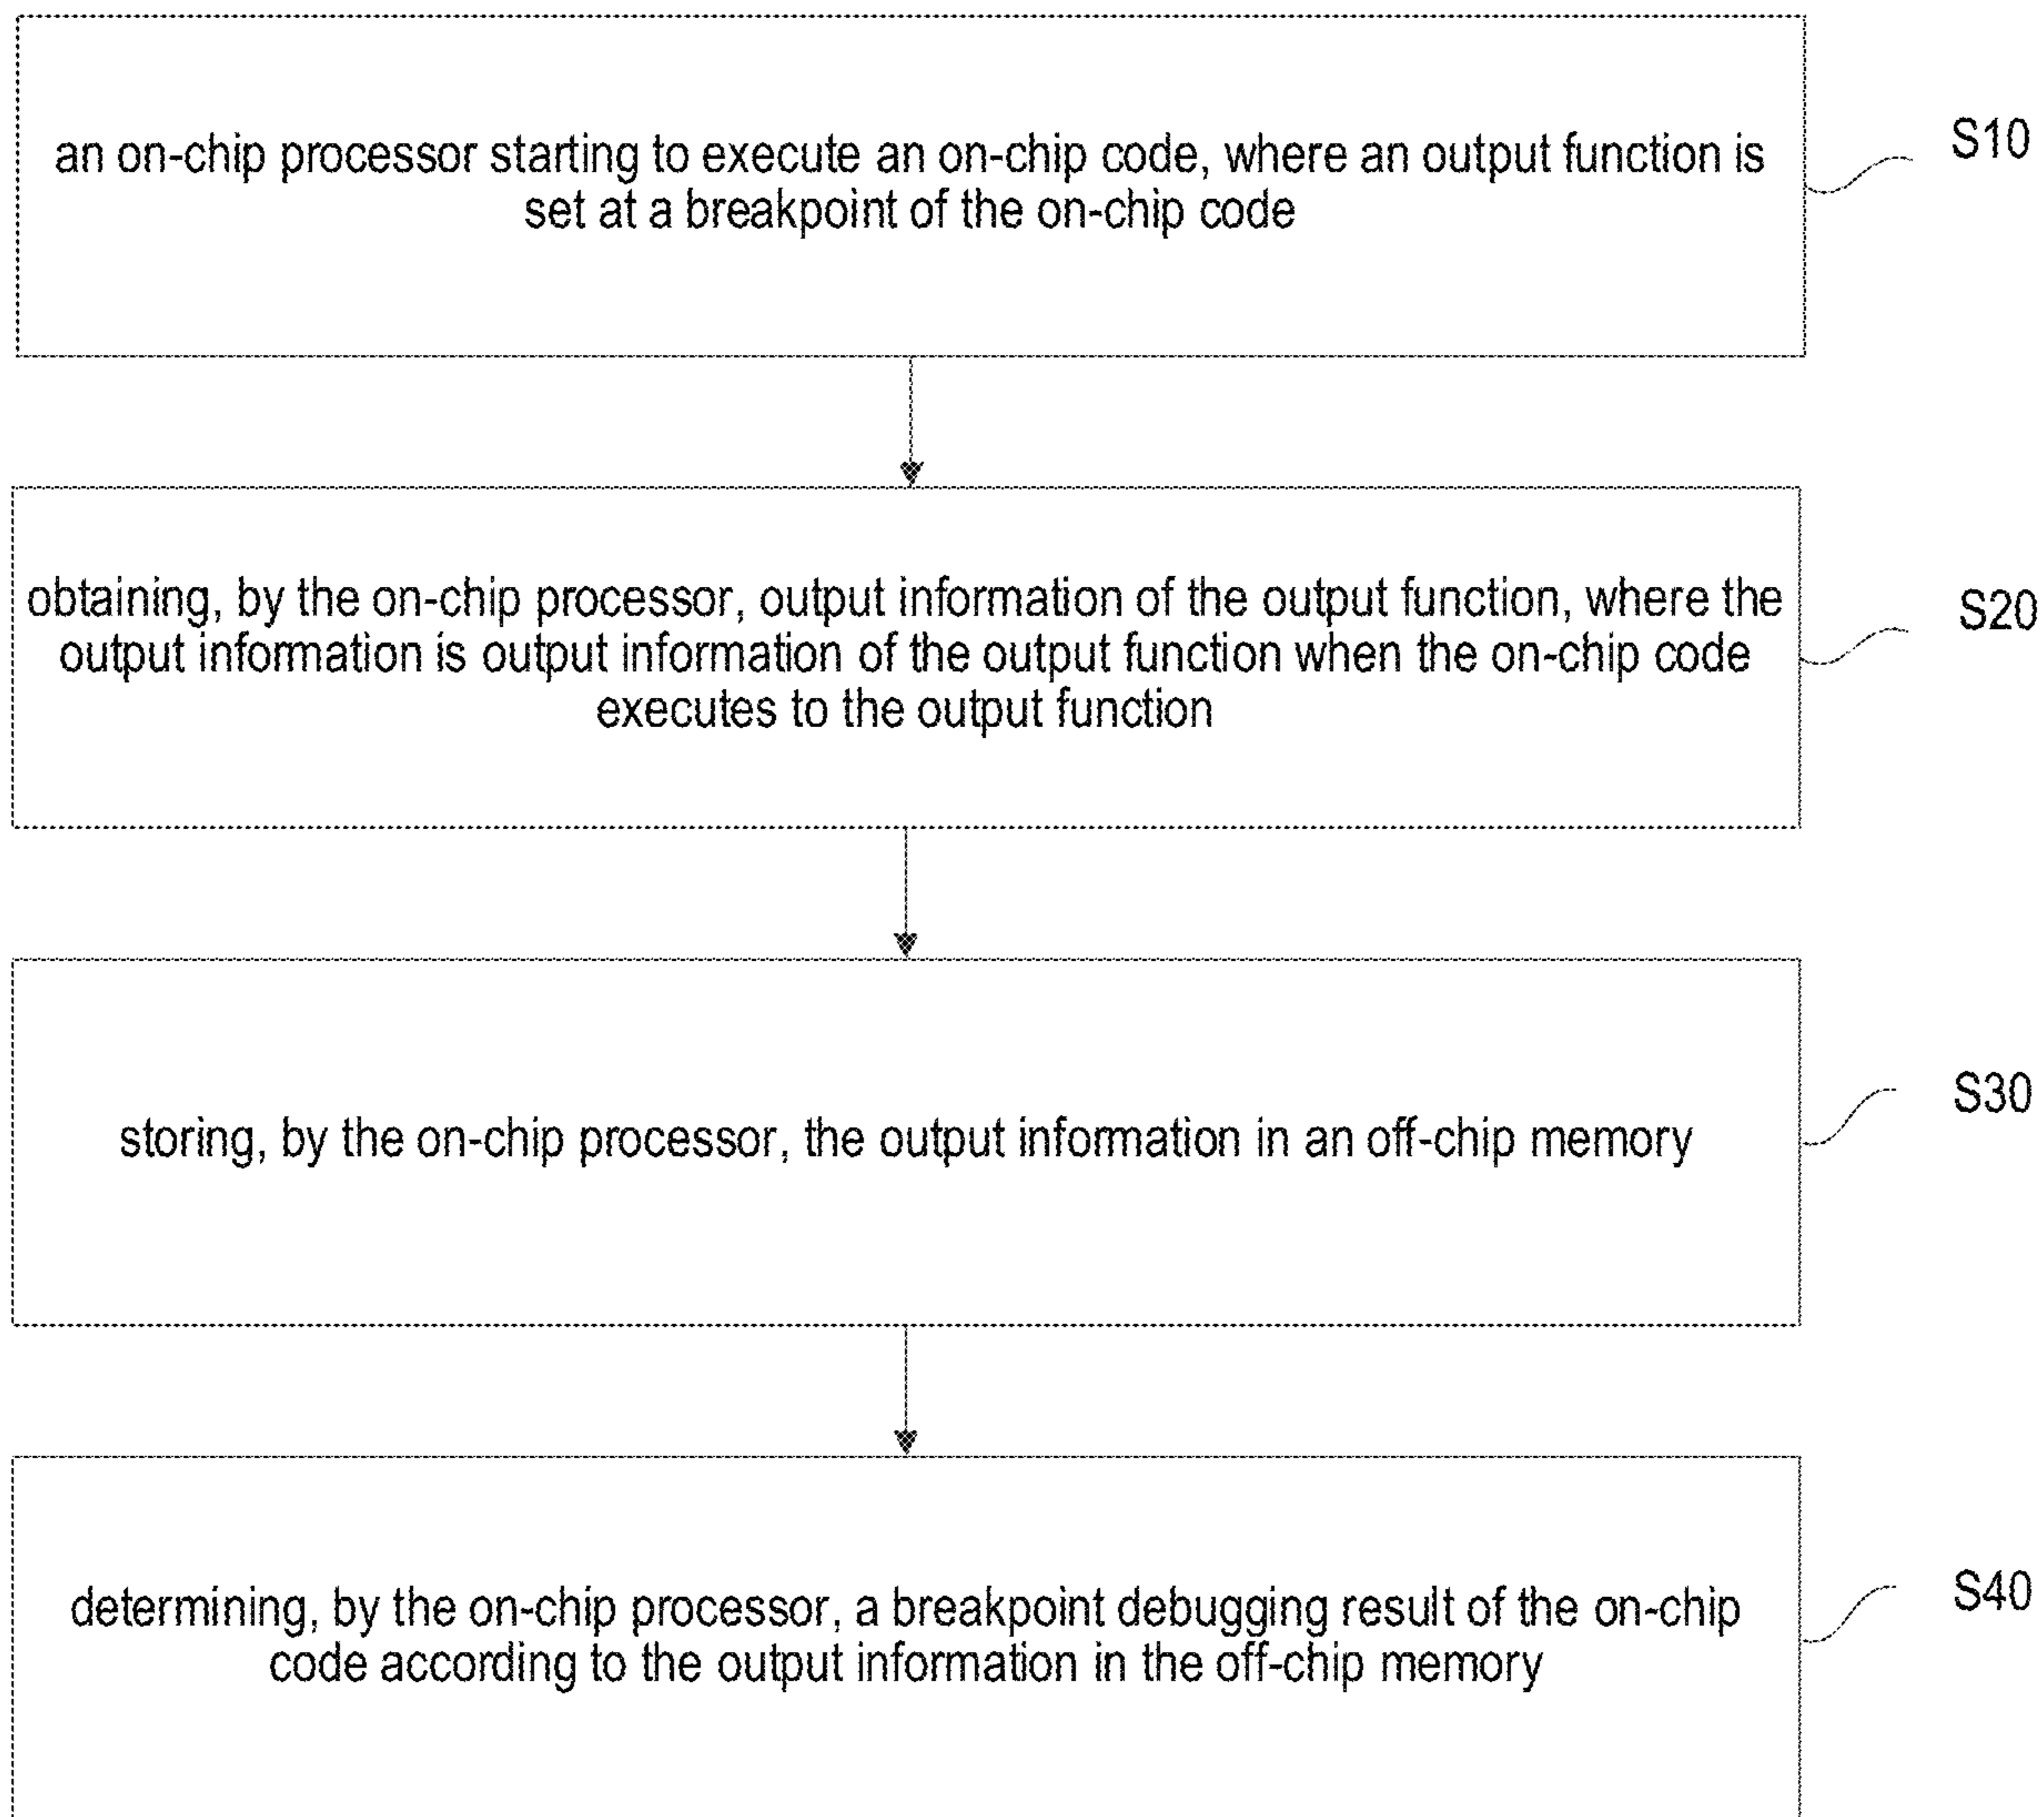 an on-chip processor starting to execute an on-chip code, where an output function is
set at a breakpoint of the on-chip code
S10
obtaining, by the on-chip processor, output information of the output function, where the
output information is output information of the output function when the on-chip code
executes to the output function
S20
storing, by the on-chip processor, the output information in an off-chip memory
S30
determining, by the on-chip processor, a breakpoint debugging result of the on-chip
code according to the output information in the off-chip memory
S40